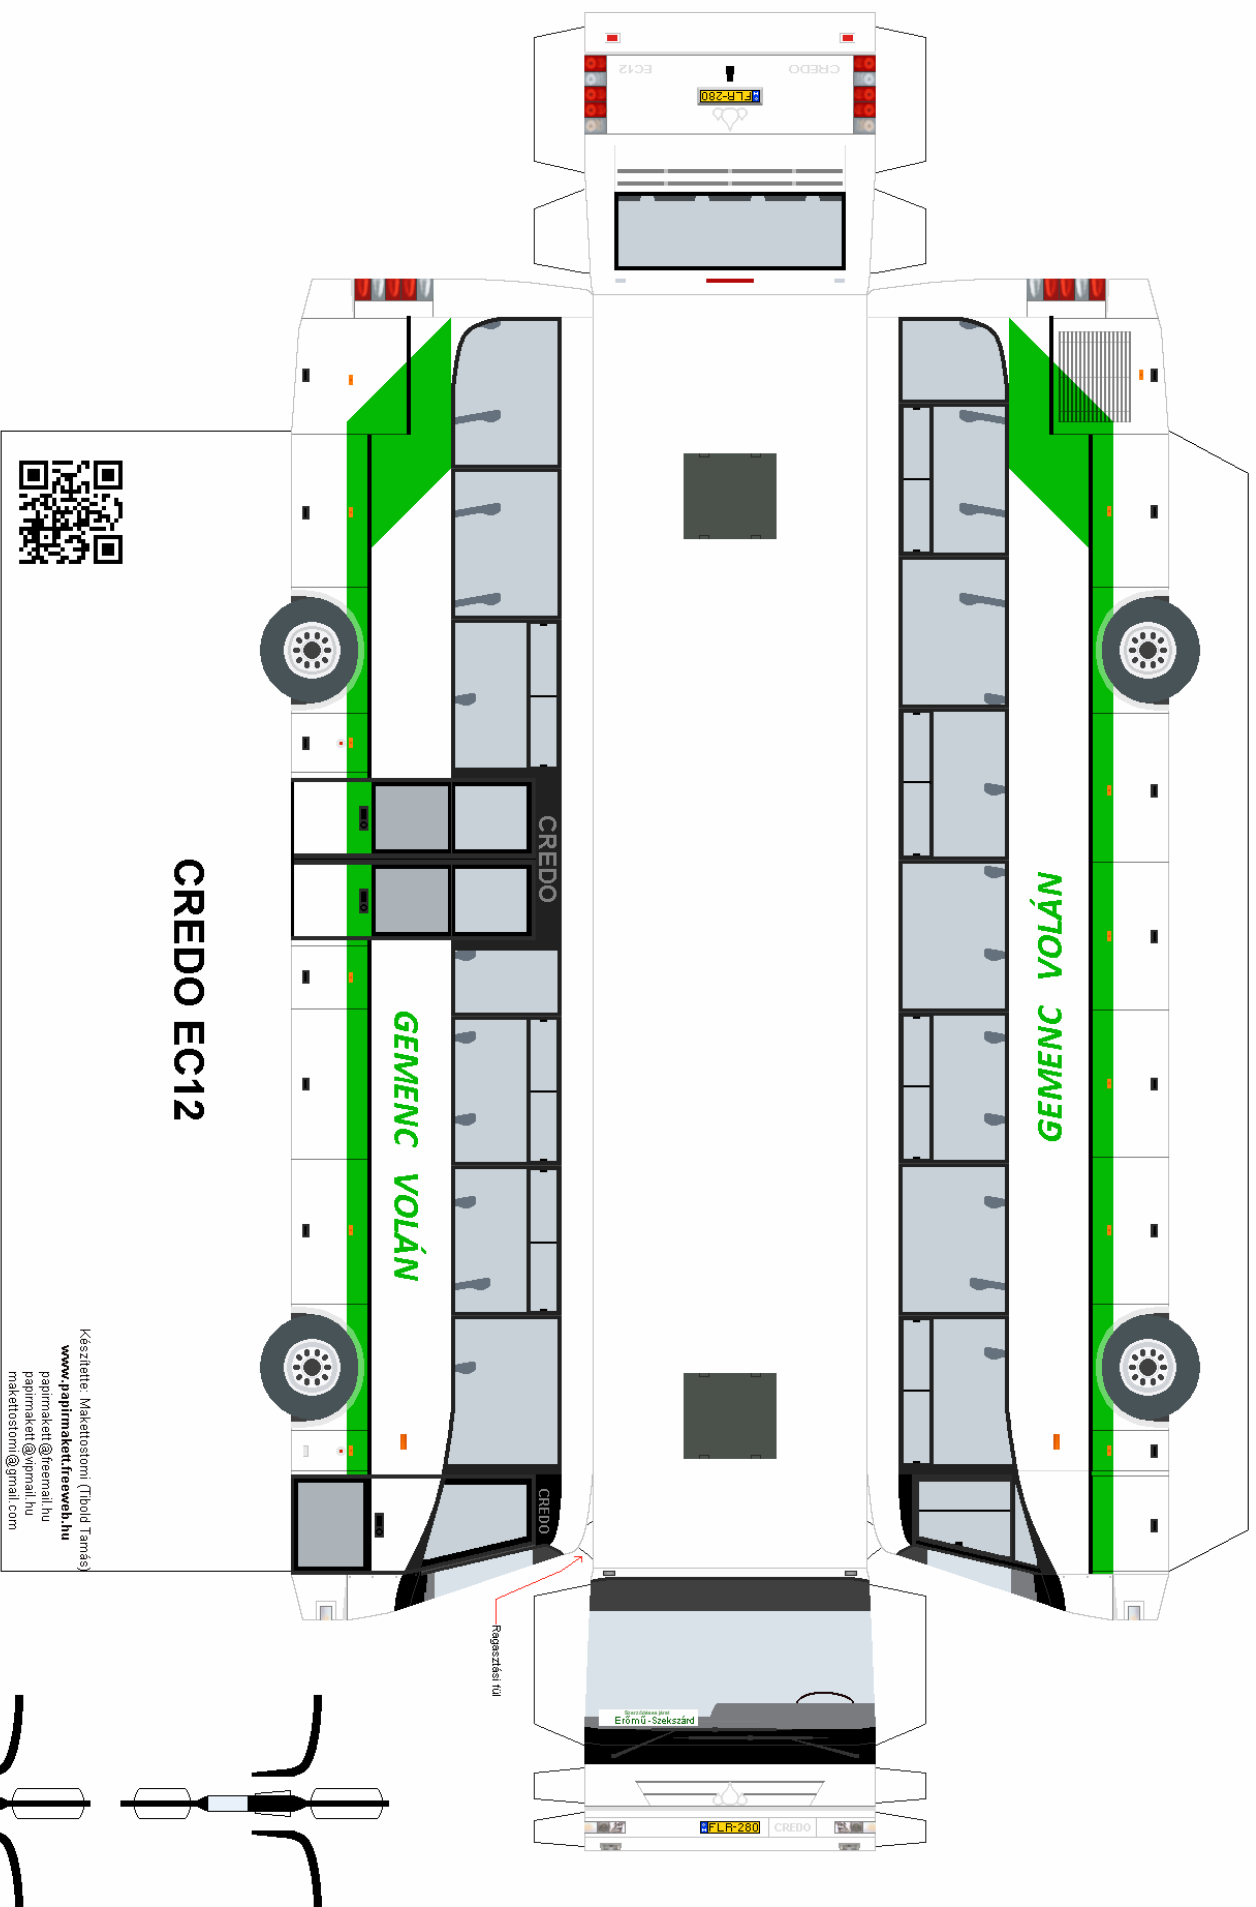 EC12
CREDO
FLR-280
CREDO
GEMENC VOLÁN
GEMENC VOLÁN
CREDO
CREDO EC12
Készítette: Makettostomi (Tibold Tamás)
www.papirmakett.freeweb.hu
papirmakett@freemail.hu
papirmakett@vipmail.hu
makettostomi@gmail.com
Ragasztási fül
Erőmű-Szekszárd
FLR-280
CREDO